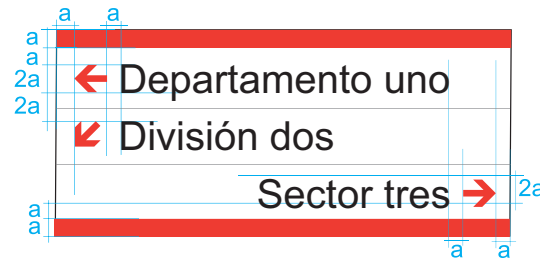 a a
a
a
2a
Departamento uno
2a
División dos
Sector tres
2a
a
a
a a